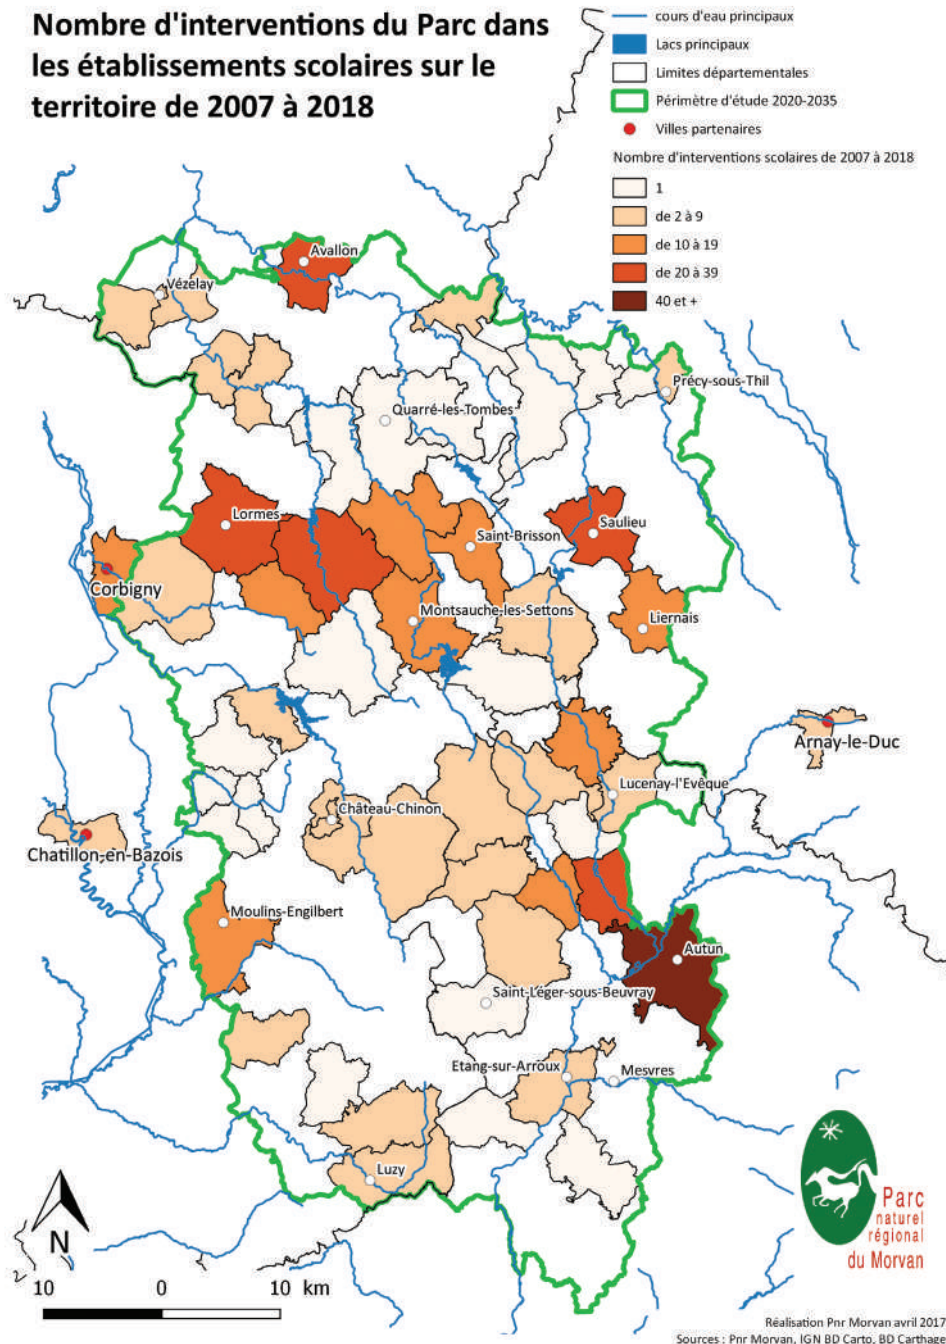 Nombre d'interventions du Parc dans
les établissements scolaires sur le
territoire de 2007 à 2018
cours d'eau principaux
Lacs principaux
Limites départementales
Périmètre d'étude 2020-2035
Villes partenaires
Nombre d'interventions scolaires de 2007 à 2018
1
de 2 à 9
de 10 à 19
de 20 à 39
40 et +
Avallon
Vézelay
Précy-sous-Thil
Quarré-les-Tombes
Lormes
Saulieu
Saint-Brisson
Corbigny
Montsauche-les-Settons
Liernais
Arnay-le-Duc
Lucenay-l'Evêque
Château-Chinon
Chatillon-en-Bazois
Moulins-Engilbert
Autun
Saint-Léger-sous-Beuvray
Etang-sur-Arroux
Mesvres
Luzy
N
10 0 10 km
Parc
naturel
régional
du Morvan
Réalisation Pnr Morvan avril 2017
Sources : Pnr Morvan, IGN BD Carto, BD Carthage